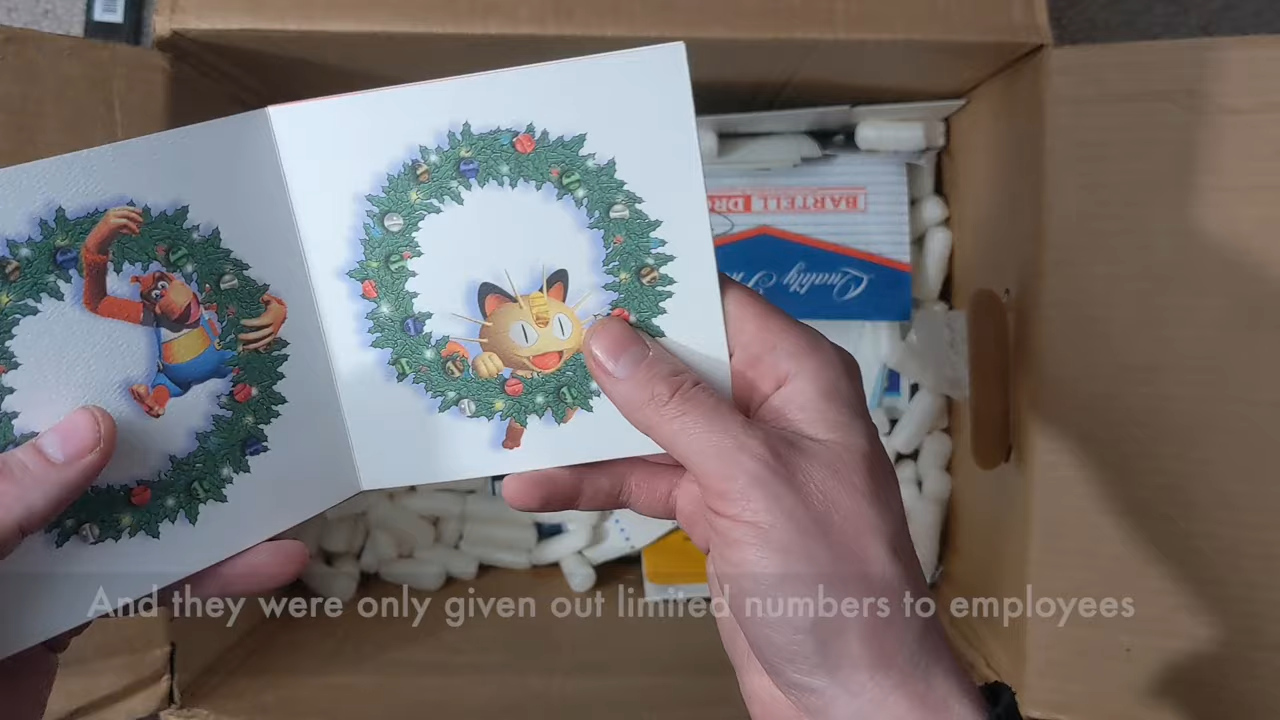 BARTELL DR
Quality
And they were only given out limited numbers to employees